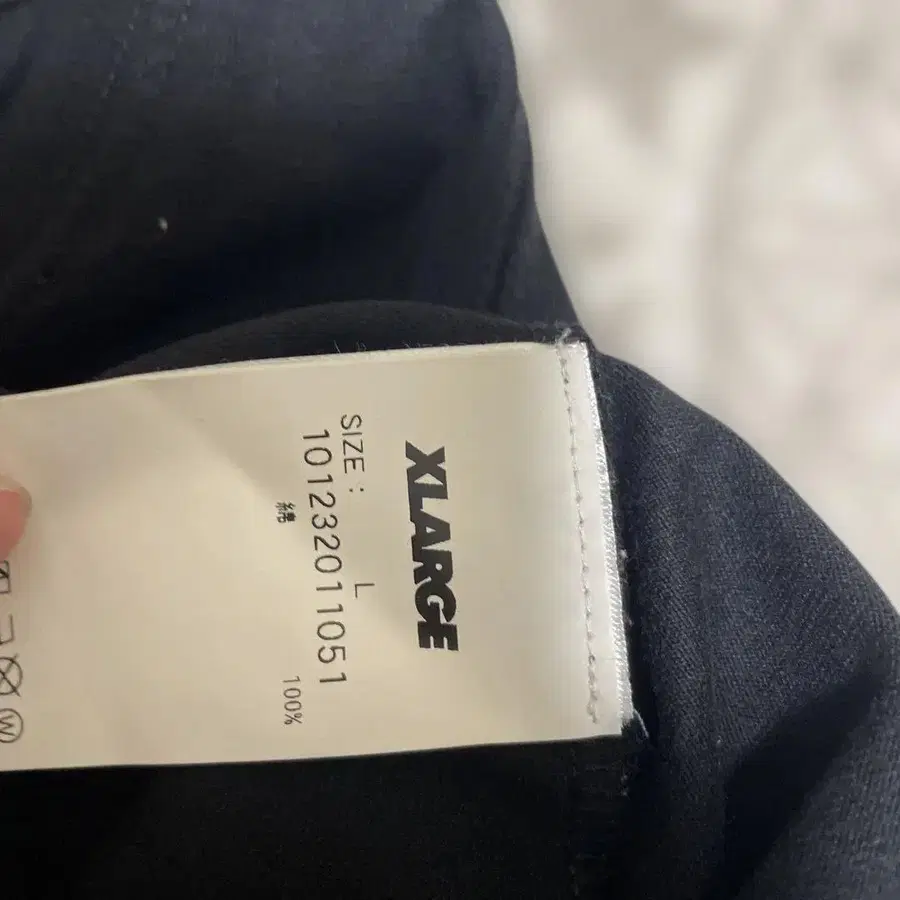 XLARGE
SIZE : L
101232011051
綿 100%
W